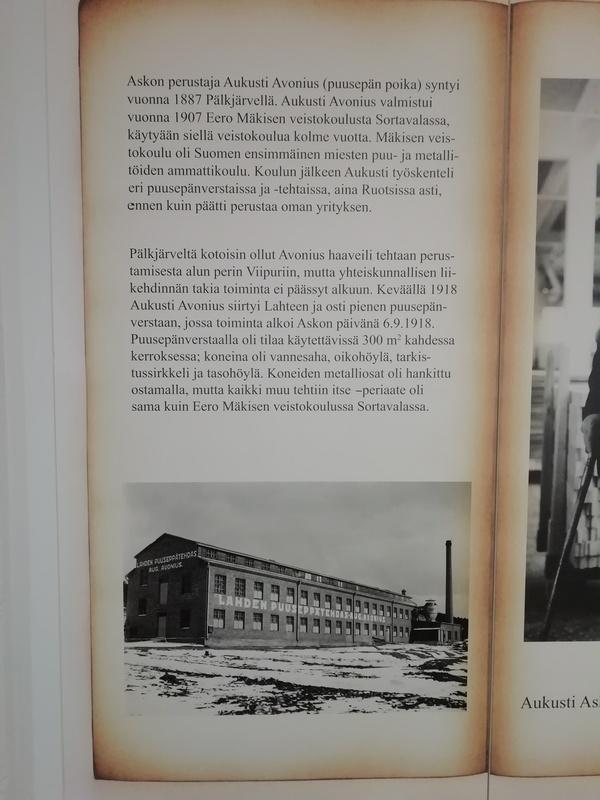 Askon perustaja Aukusti Avonius (puusepän poika) syntyi
vuonna 1887 Pälkjärvellä. Aukusti Avonius valmistui
vuonna 1907 Eero Mäkisen veistokoulusta Sortavalassa,
käytyään siellä veistokoulua kolme vuotta. Mäkisen veis-
tokoulu oli Suomen ensimmäinen miesten puu- ja metalli-
töiden ammattikoulu. Koulun jälkeen Aukusti työskenteli
eri puusepänverstaissa ja -tehtaissa, aina Ruotsissa asti,
ennen kuin päätti perustaa oman yrityksen.
Pälkjärveltä kotoisin ollut Avonius haaveili tehtaan perus-
tamisesta alun perin Viipuriin, mutta yhteiskunnallisen lii-
kehdinnän takia toiminta ei päässyt alkuun. Keväällä 1918
Aukusti Avonius siirtyi Lahteen ja osti pienen puusepän-
verstaan, jossa toiminta alkoi Askon päivänä 6.9.1918.
Puusepänverstaalla oli tilaa käytettävissä 300 m² kahdessa
kerroksessa; koneina oli vannesaha, oikohöylä, tarkis-
tussirkkeli ja tasohöylä. Koneiden metalliosat oli hankittu
ostamalla, mutta kaikki muu tehtiin itse –periaate oli
sama kuin Eero Mäkisen veistokoulussa Sortavalassa.
LAHDEN PUUSEPPÄTEHDAS
AUG. AVONIUS.
LAHDEN PUUSEPPÄTEHDAS-AUG.AVONIUS
Aukusti As